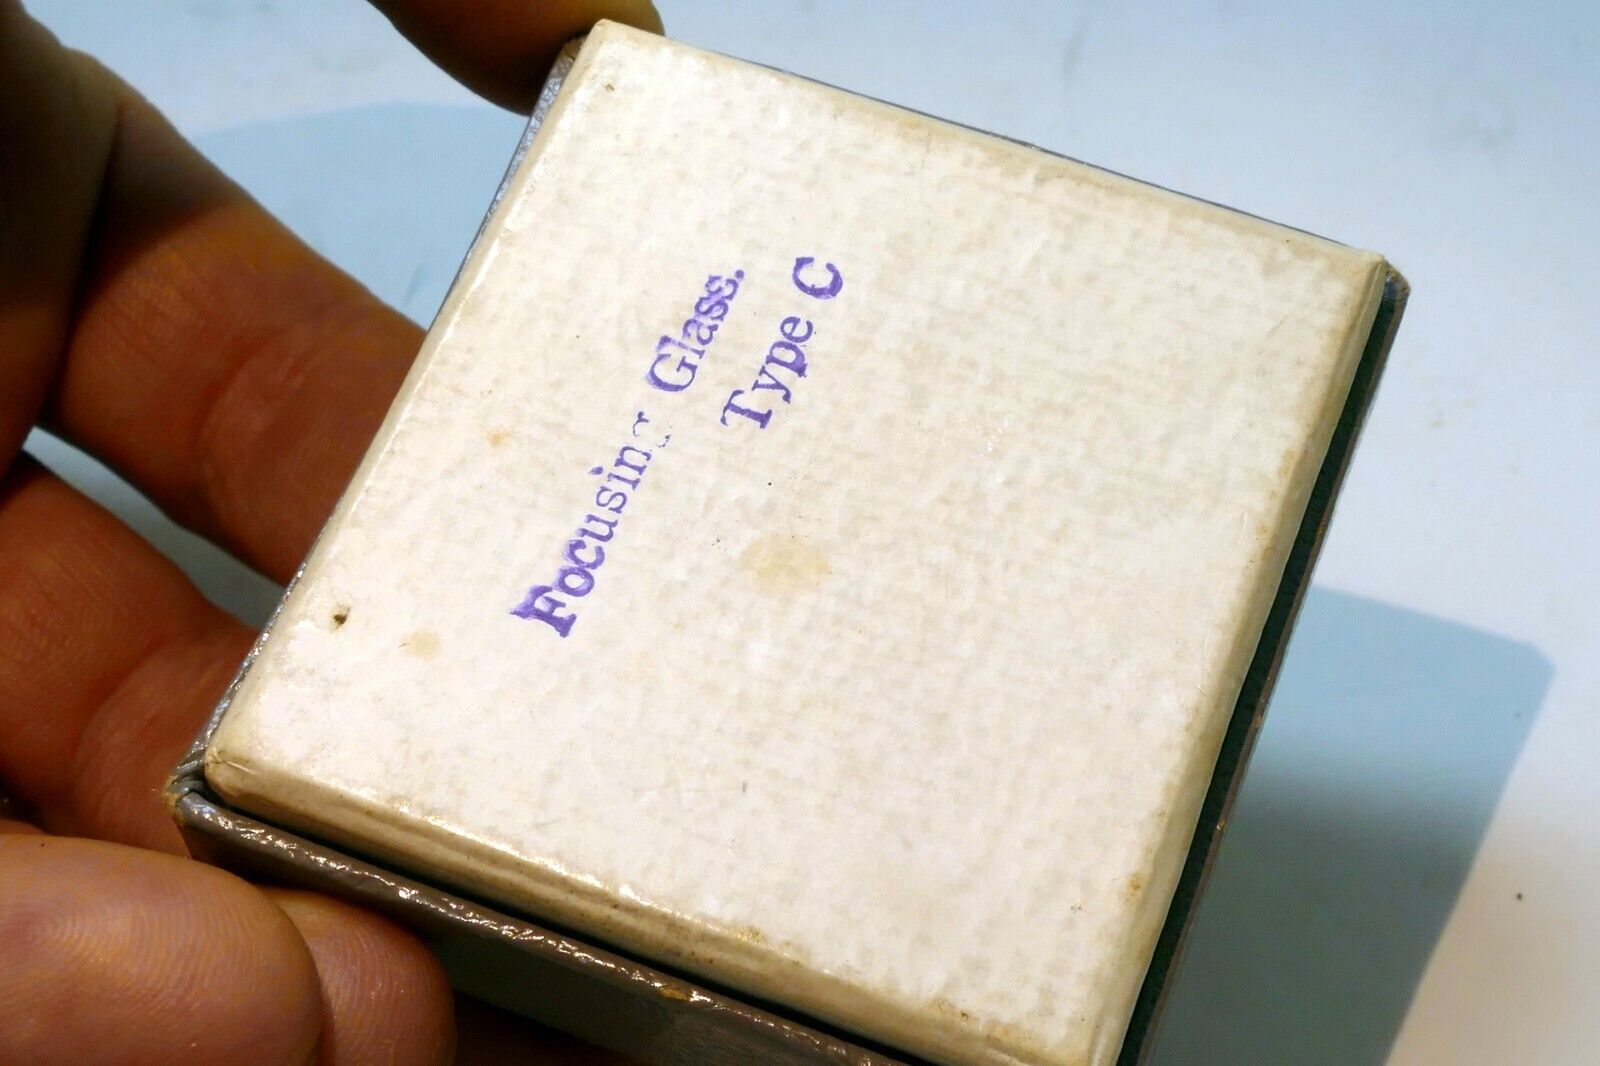 Focusing Glass.
Type C